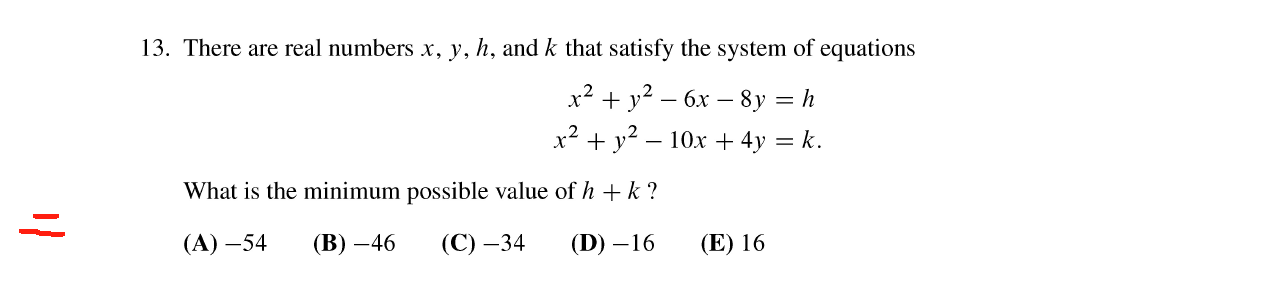 13. There are real numbers x, y, h, and k that satisfy the system of equations
x² + y² − 6x − 8y = h
x² + y² − 10x + 4y = k.
What is the minimum possible value of h + k ?
(A) −54 (B) −46 (C) −34 (D) −16 (E) 16